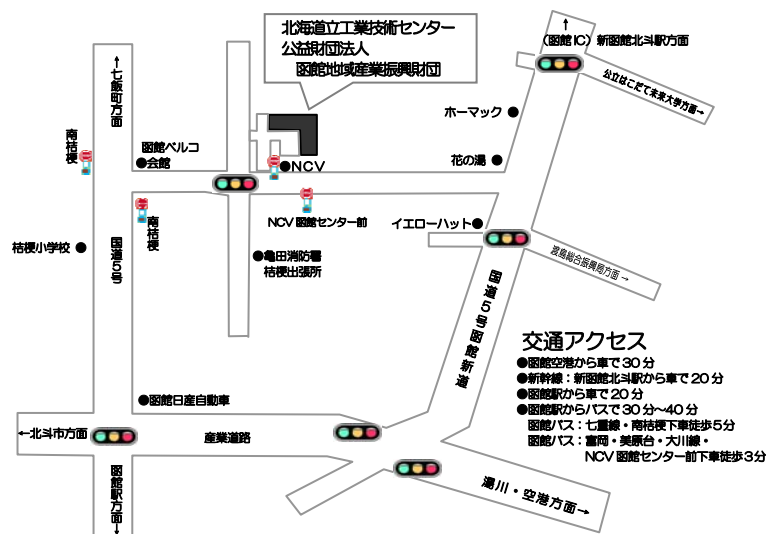 北海道立工業技術センター
公益財団法人
函館地域産業振興財団
↑
(函館IC) 新函館北斗駅方面
公立はこだて未来大学方面→
←七飯町方面
ホーマック●
南桔梗
函館ベルコ
●会館
●NCV
花の湯●
南桔梗
NCV函館センター前
イエローハット●
桔梗小学校●
国道5号
●亀田消防署
桔梗出張所
渡島総合振興局方面→
国道5号函館新道
交通アクセス
●函館空港から車で30分
●新幹線：新函館北斗駅から車で20分
●函館駅から車で20分
●函館駅からバスで30分～40分
函館バス：七重線・南桔梗下車徒歩5分
函館バス：富岡・美原台・大川線・
NCV函館センター前下車徒歩3分
●函館日産自動車
←北斗市方面
産業道路
函館駅方面→
湯川・空港方面→